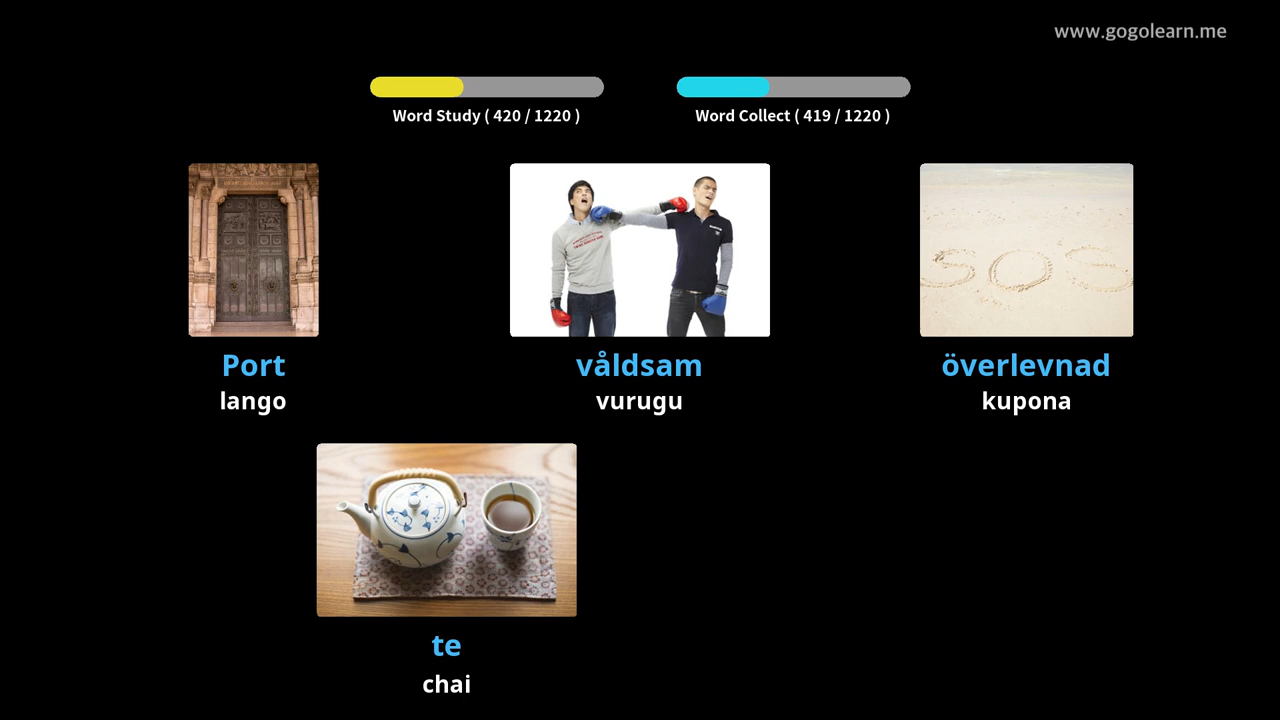 www.gogolearn.me
Word Study ( 420 / 1220 )
Word Collect ( 419 / 1220 )
SOS
Port
våldsam
överlevnad
lango
vurugu
kupona
te
chai